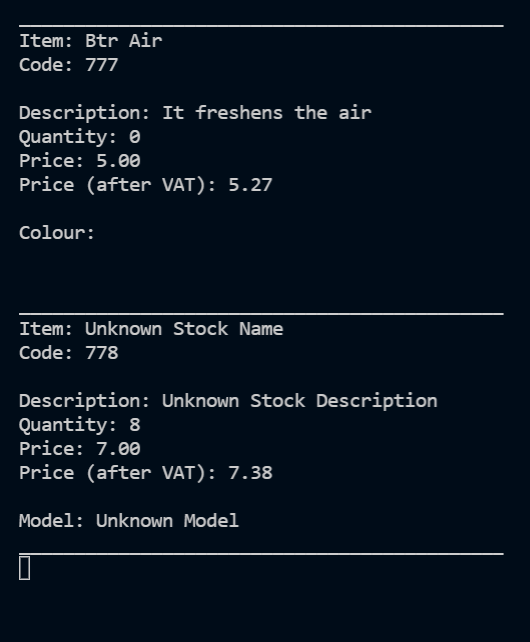 Item: Btr Air
Code: 777
Description: It freshens the air
Quantity: 0
Price: 5.00
Price (after VAT): 5.27
Colour:
Item: Unknown Stock Name
Code: 778
Description: Unknown Stock Description
Quantity: 8
Price: 7.00
Price (after VAT): 7.38
Model: Unknown Model